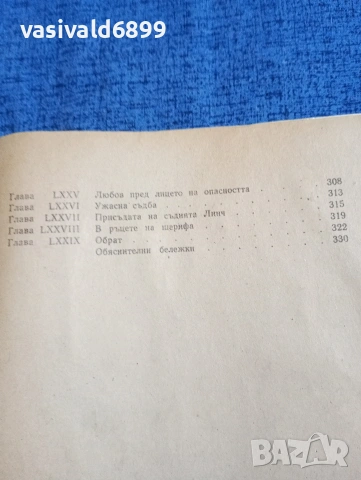 vasivald6899
Глава LXXV Любов пред лицето на опасността . 308
Глава LXXVI Ужасна съдба . . . . . 313
Глава LXXVII Присъдата на съдията Линч . . . 315
Глава LXXVIII В ръцете на шерифа . . . . 319
Глава LXXIX Обрат . . . . . . 322
Обяснителни бележки . . . . 330
BAZAR